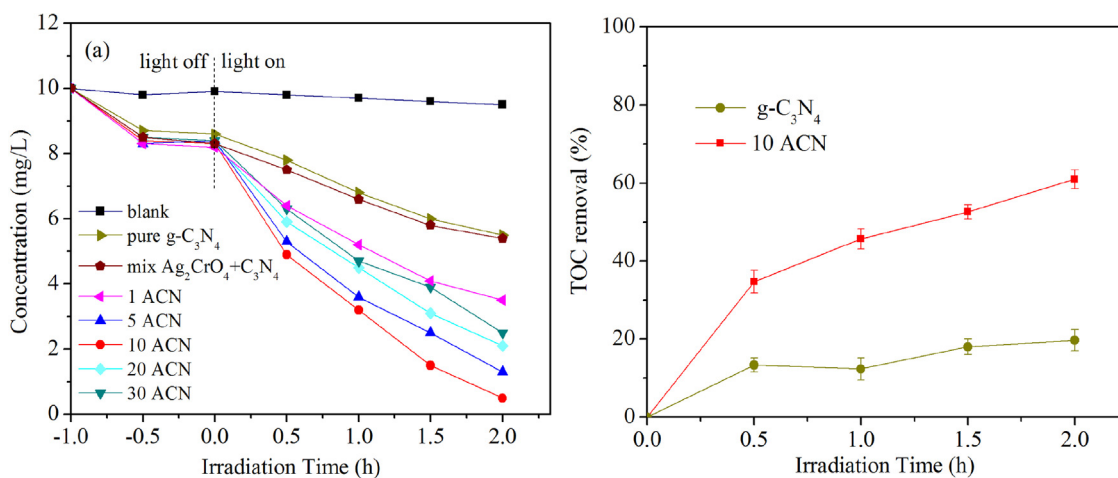 (a)
light off
light on
12
10
8
6
4
2
0
Concentration (mg/L)
blank
pure g-C₃N₄
mix Ag₂CrO₄+C₃N₄
1 ACN
5 ACN
10 ACN
20 ACN
30 ACN
-1.0 -0.5 0.0 0.5 1.0 1.5 2.0
Irradiation Time (h)
100
80
60
40
20
0
TOC removal (%)
g-C₃N₄
10 ACN
0.0 0.5 1.0 1.5 2.0
Irradiation Time (h)